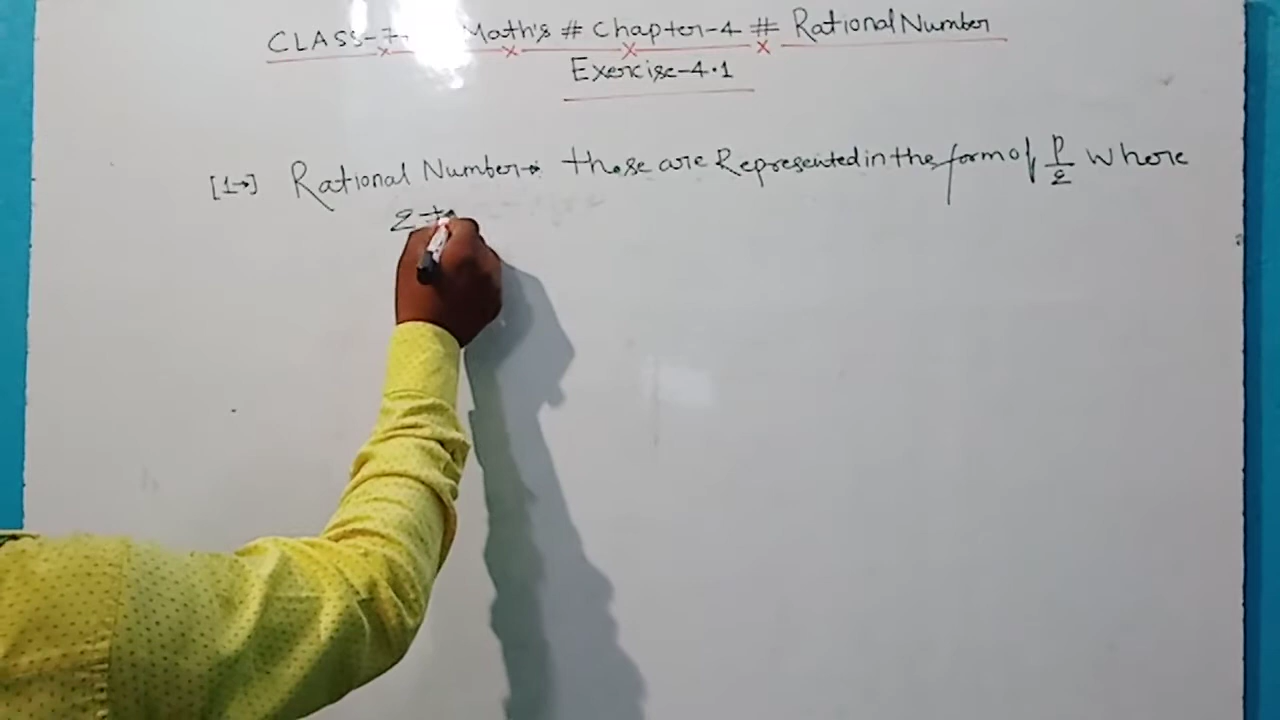 CLASS-7 Math's # Chapter-4 # Rational Number
Exercise-4.1
[1→] Rational Number→ those are Represented in the form of p/q where
q ≠